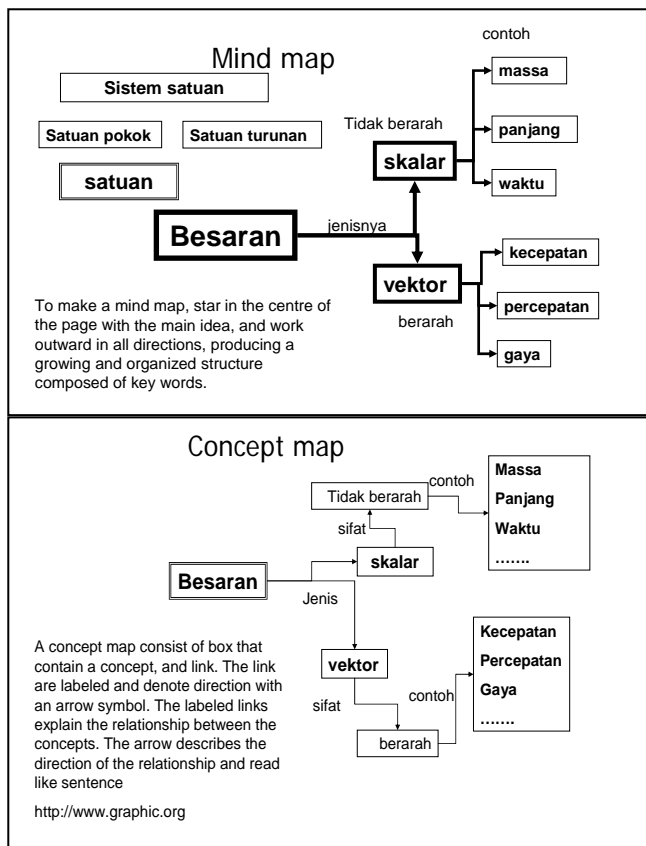 Mind map
contoh
Sistem satuan
massa
Satuan pokok
Satuan turunan
Tidak berarah
panjang
skalar
satuan
waktu
Besaran
jenisnya
kecepatan
vektor
percepatan
berarah
gaya
To make a mind map, star in the centre of
the page with the main idea, and work
outward in all directions, producing a
growing and organized structure
composed of key words.
Concept map
Massa
Panjang
Waktu
…….
contoh
Tidak berarah
sifat
skalar
Besaran
Jenis
vektor
sifat
berarah
contoh
Kecepatan
Percepatan
Gaya
…….
A concept map consist of box that
contain a concept, and link. The link
are labeled and denote direction with
an arrow symbol. The labeled links
explain the relationship between the
concepts. The arrow describes the
direction of the relationship and read
like sentence
http://www.graphic.org